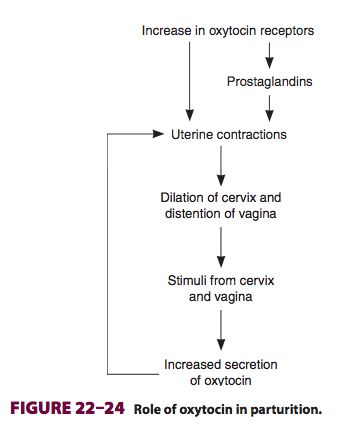 Increase in oxytocin receptors
Prostaglandins
Uterine contractions
Dilation of cervix and
distention of vagina
Stimuli from cervix
and vagina
Increased secretion
of oxytocin
FIGURE 22–24 Role of oxytocin in parturition.